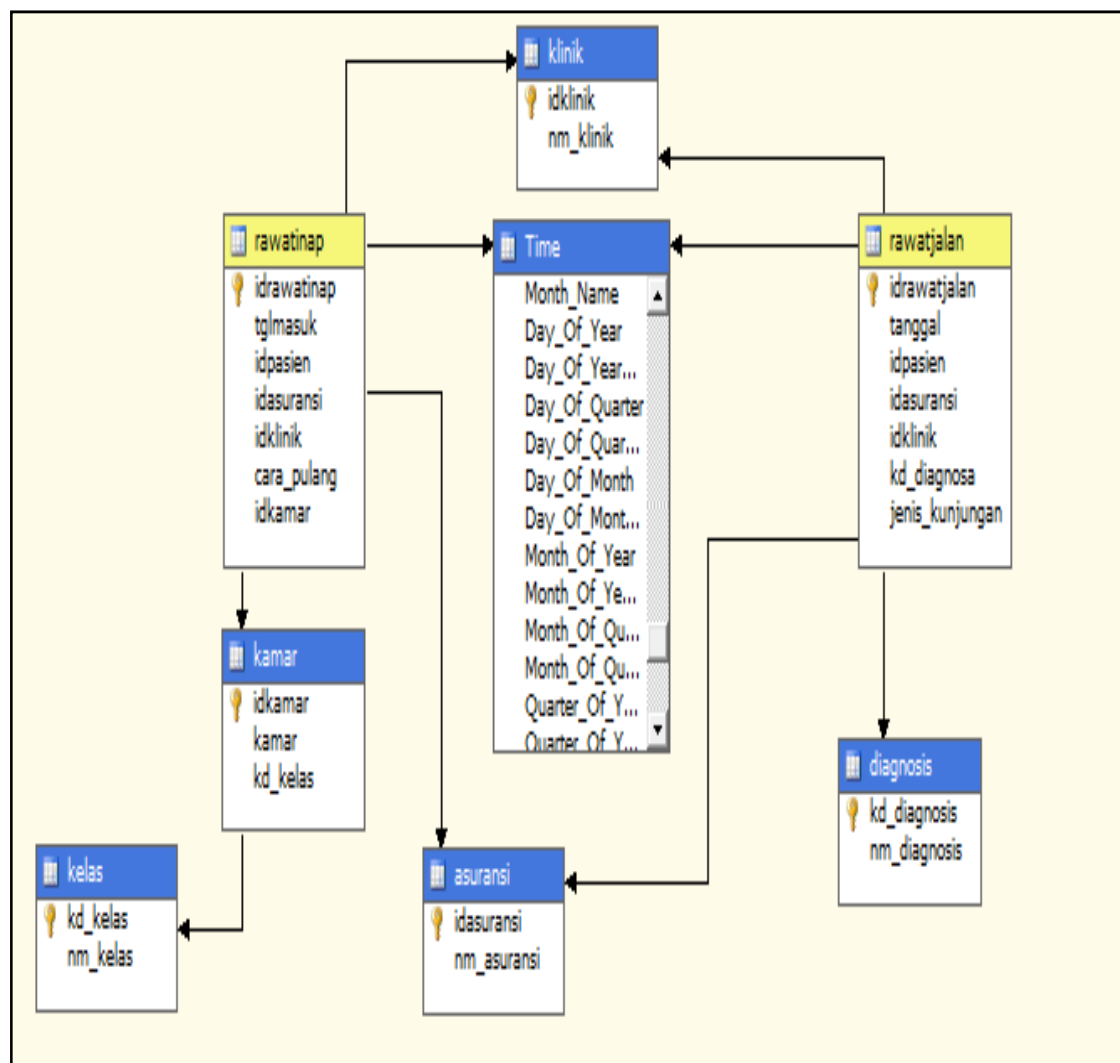 klinik
idklinik
nm_klinik
rawatinap
idrawatinap
tglmasuk
idpasien
idasuransi
idklinik
cara_pulang
idkamar
Time
Month_Name
Day_Of_Year
Day_Of_Year...
Day_Of_Quarter
Day_Of_Quar...
Day_Of_Month
Day_Of_Mont...
Month_Of_Year
Month_Of_Ye...
Month_Of_Qu...
Month_Of_Qu...
Quarter_Of_Y...
Quarter_Of_Y...
rawatjalan
idrawatjalan
tanggal
idpasien
idasuransi
idklinik
kd_diagnosa
jenis_kunjungan
kamar
idkamar
kamar
kd_kelas
kelas
kd_kelas
nm_kelas
asuransi
idasuransi
nm_asuransi
diagnosis
kd_diagnosis
nm_diagnosis